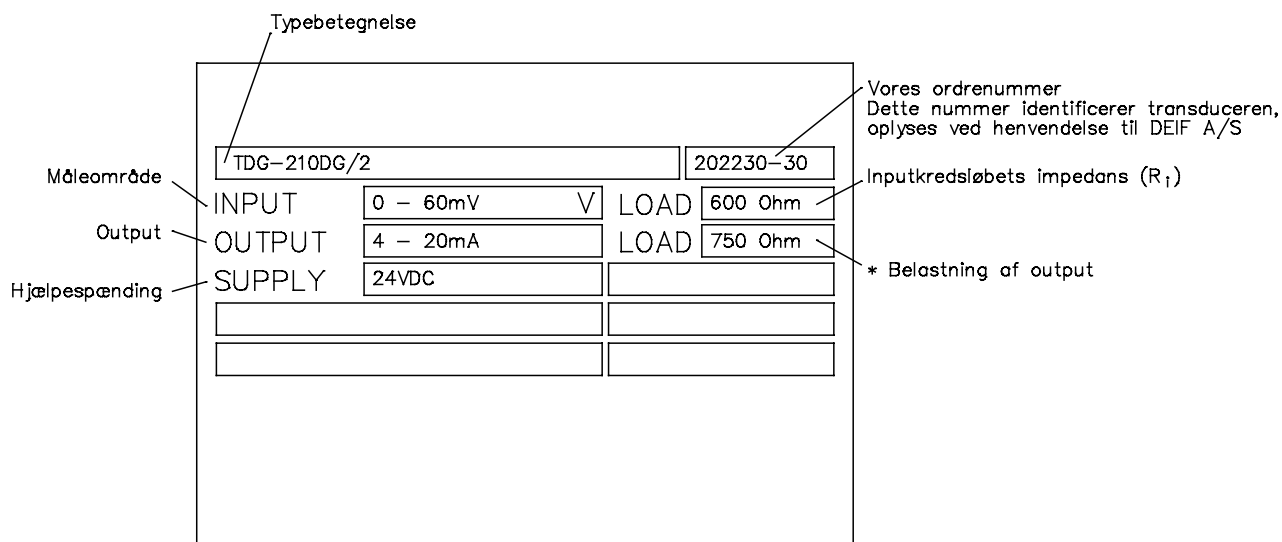 Typebetegnelse
Vores ordrenummer
Dette nummer identificerer transduceren,
oplyses ved henvendelse til DEIF A/S
TDG-210DG/2 202230-30
Måleområde
Inputkredsløbets impedans (Ri)
INPUT 0 - 60mV V LOAD 600 Ohm
Output
OUTPUT 4 - 20mA LOAD 750 Ohm
* Belastning af output
SUPPLY 24VDC
Hjælpespænding